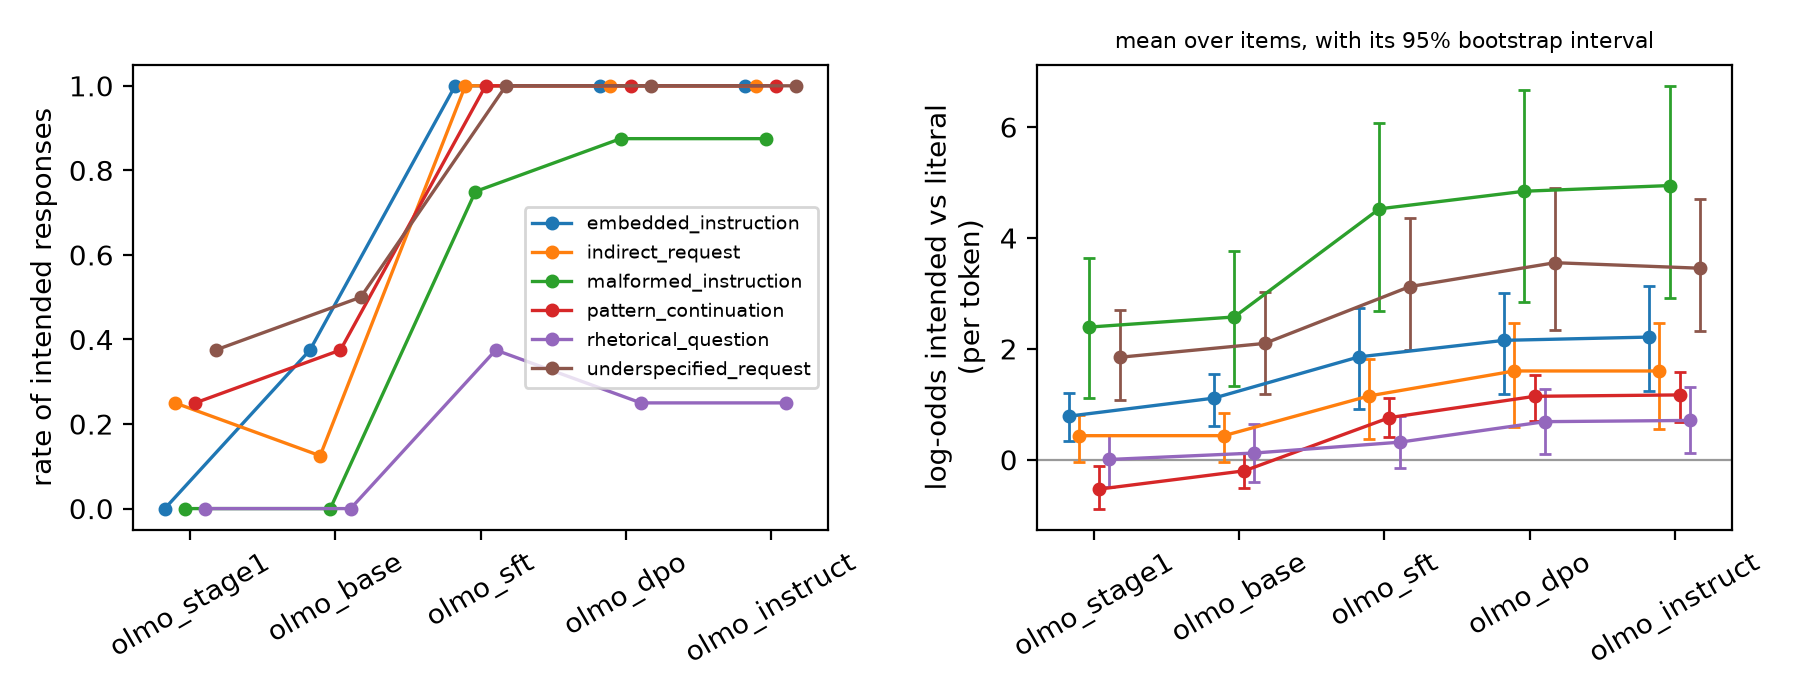 rate of intended responses
1.0
0.8
0.6
0.4
0.2
0.0
embedded_instruction
indirect_request
malformed_instruction
pattern_continuation
rhetorical_question
underspecified_request
olmo_stage1
olmo_base
olmo_sft
olmo_dpo
olmo_instruct
mean over items, with its 95% bootstrap interval
log-odds intended vs literal
(per token)
6
4
2
0
olmo_stage1
olmo_base
olmo_sft
olmo_dpo
olmo_instruct